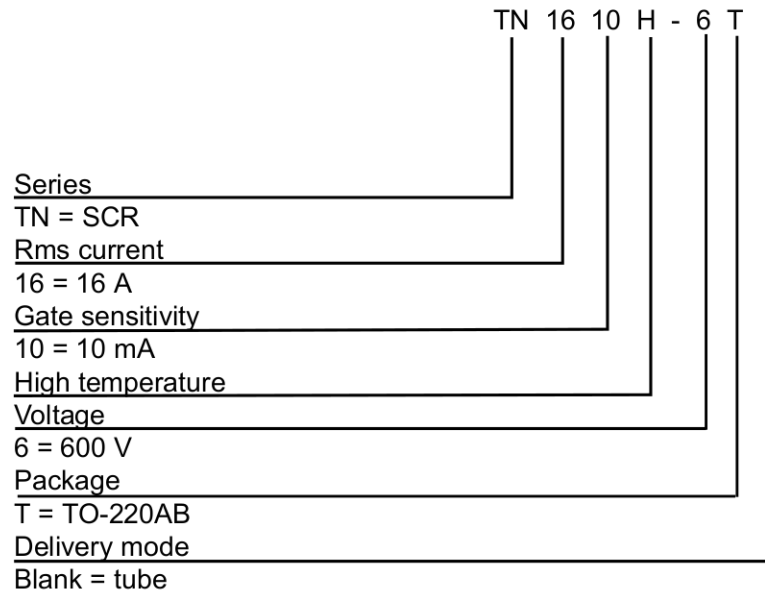 TN 16 10 H - 6 T
Series
TN = SCR
Rms current
16 = 16 A
Gate sensitivity
10 = 10 mA
High temperature
Voltage
6 = 600 V
Package
T = TO-220AB
Delivery mode
Blank = tube